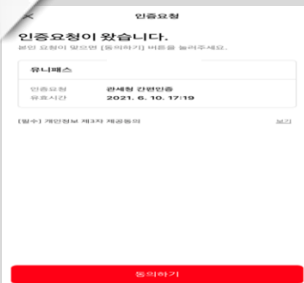 인증요청
인증요청이 왔습니다.
본인 요청이 맞으면 [동의하기] 버튼을 눌러주세요.
유니패스
인증요청 관세청 간편인증
유효시간 2021. 6. 10. 17:19
[필수] 개인정보 제3자 제공동의 보기
동의하기